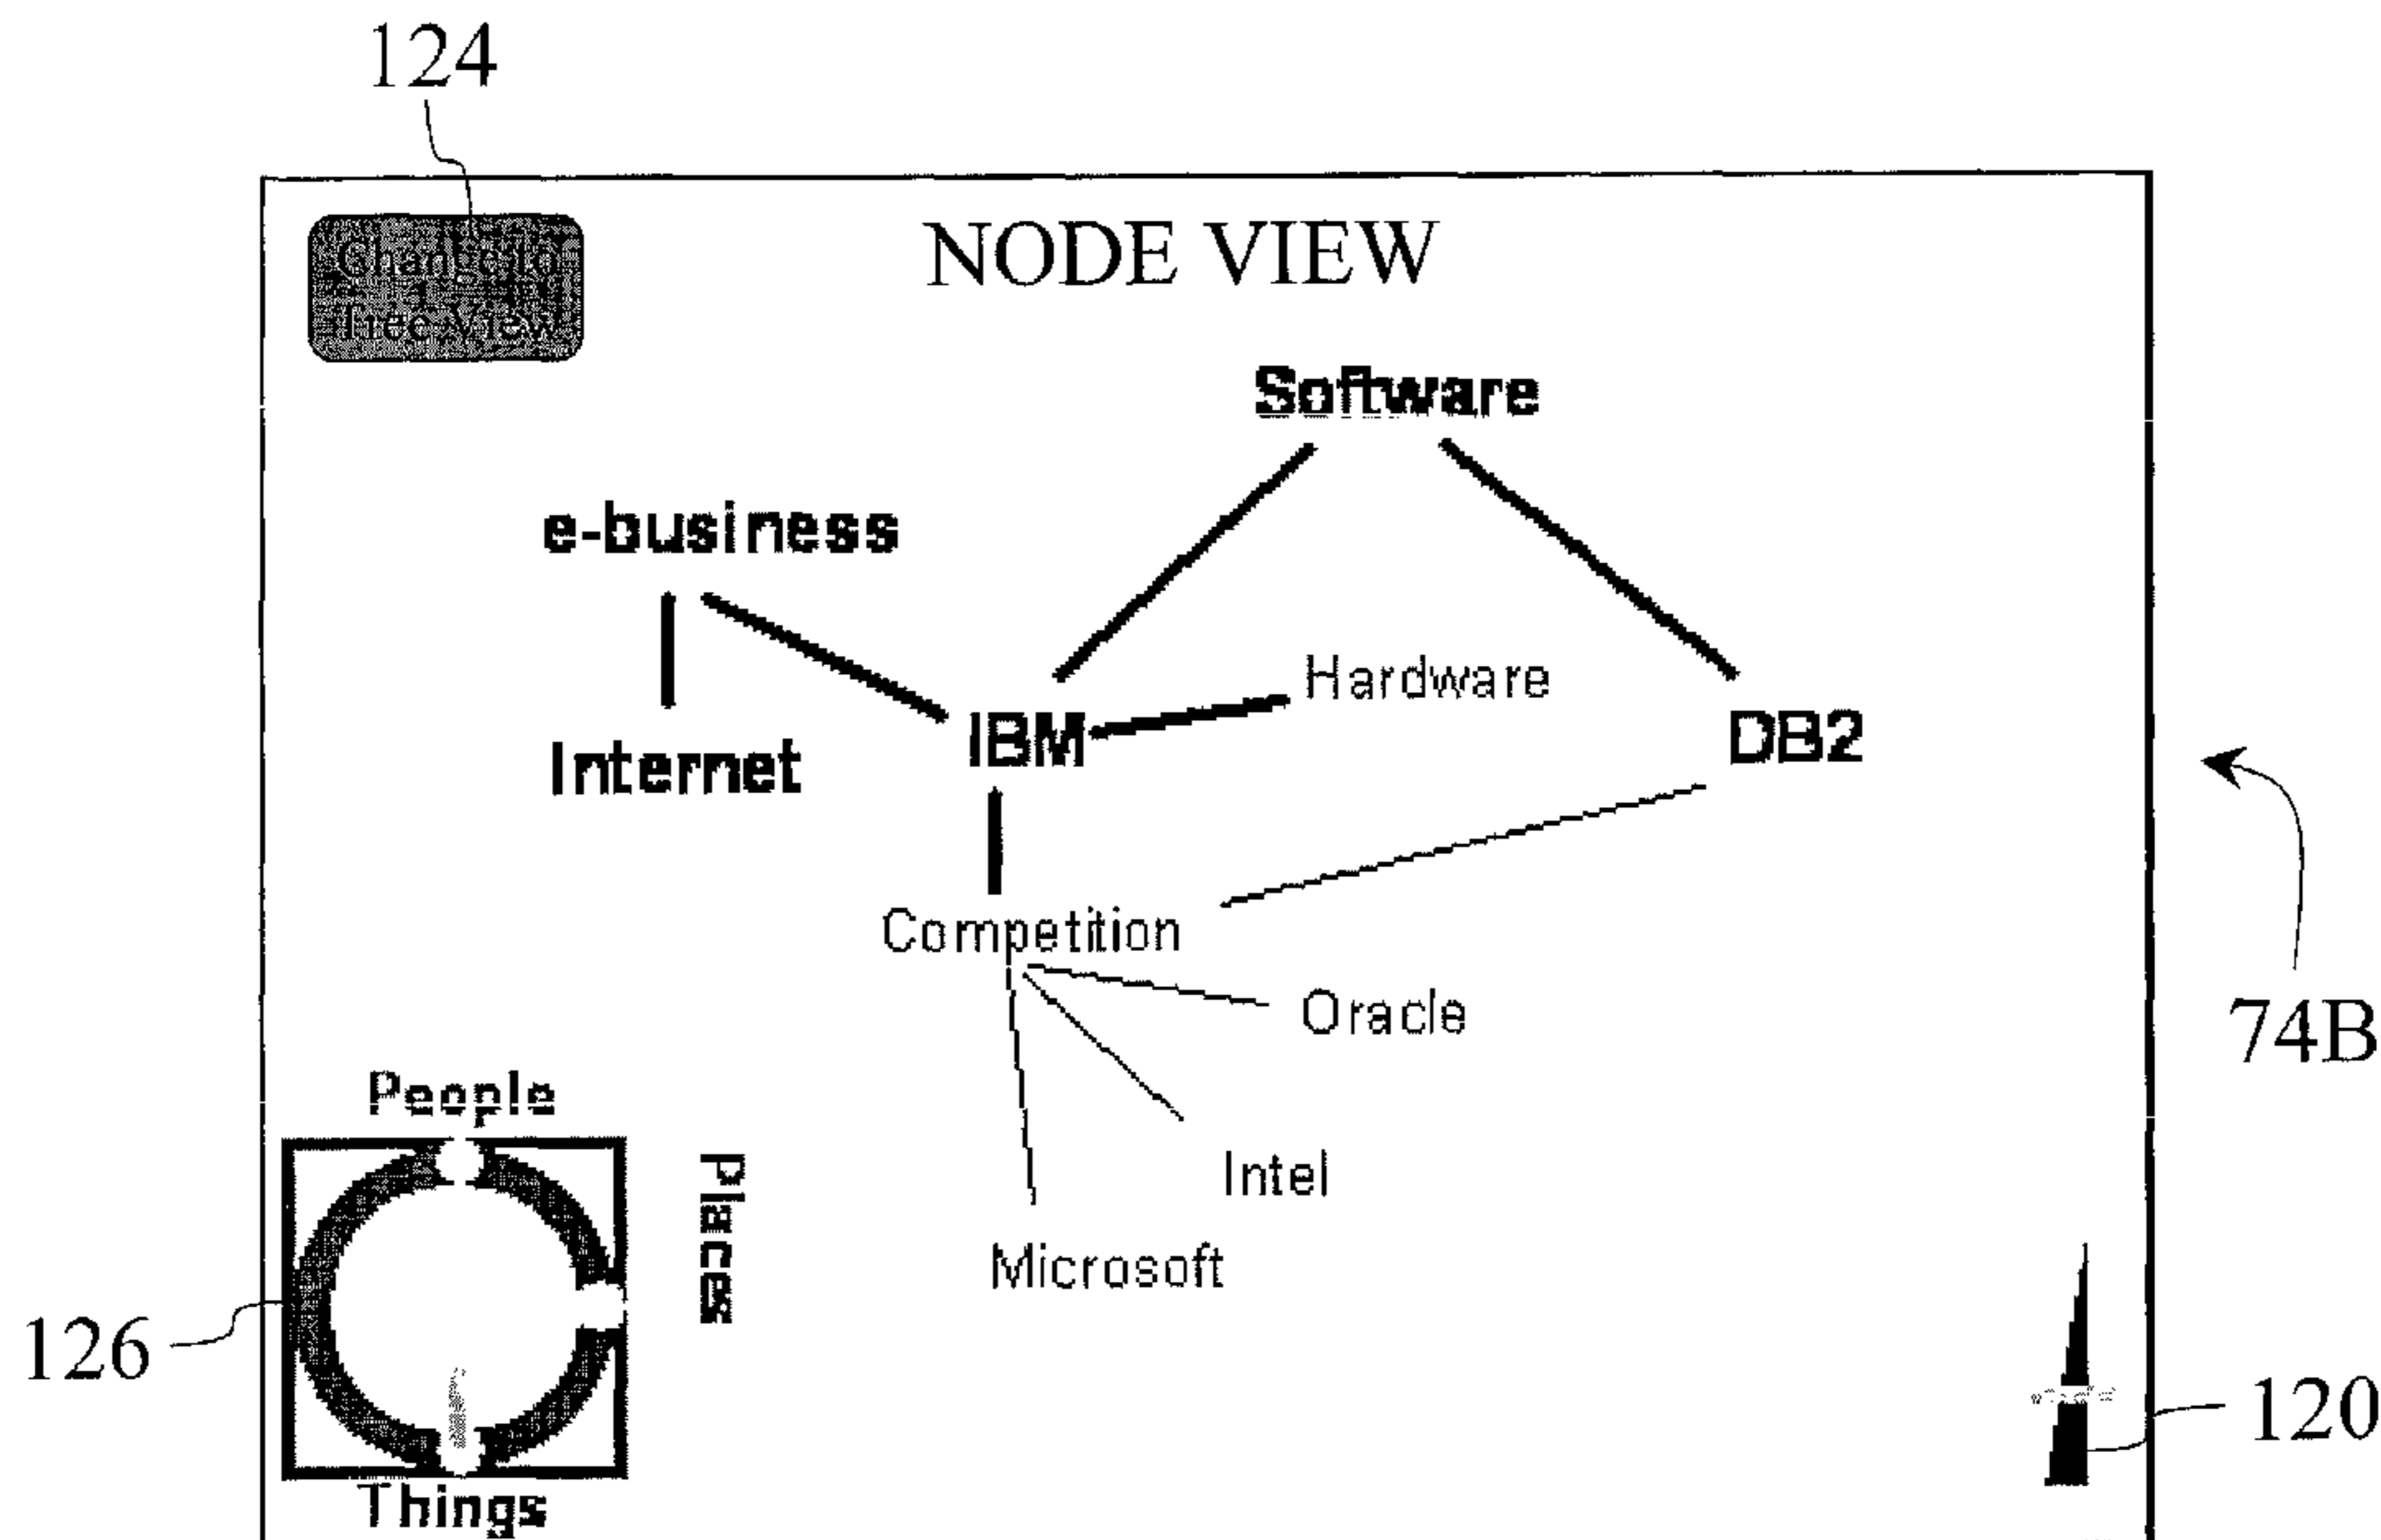 124
Change to
Tree View
NODE VIEW
Software
e-business
Hardware
IBM
DB2
Internet
74B
Competition
Oracle
People
Places
Intel
Microsoft
126
120
Things